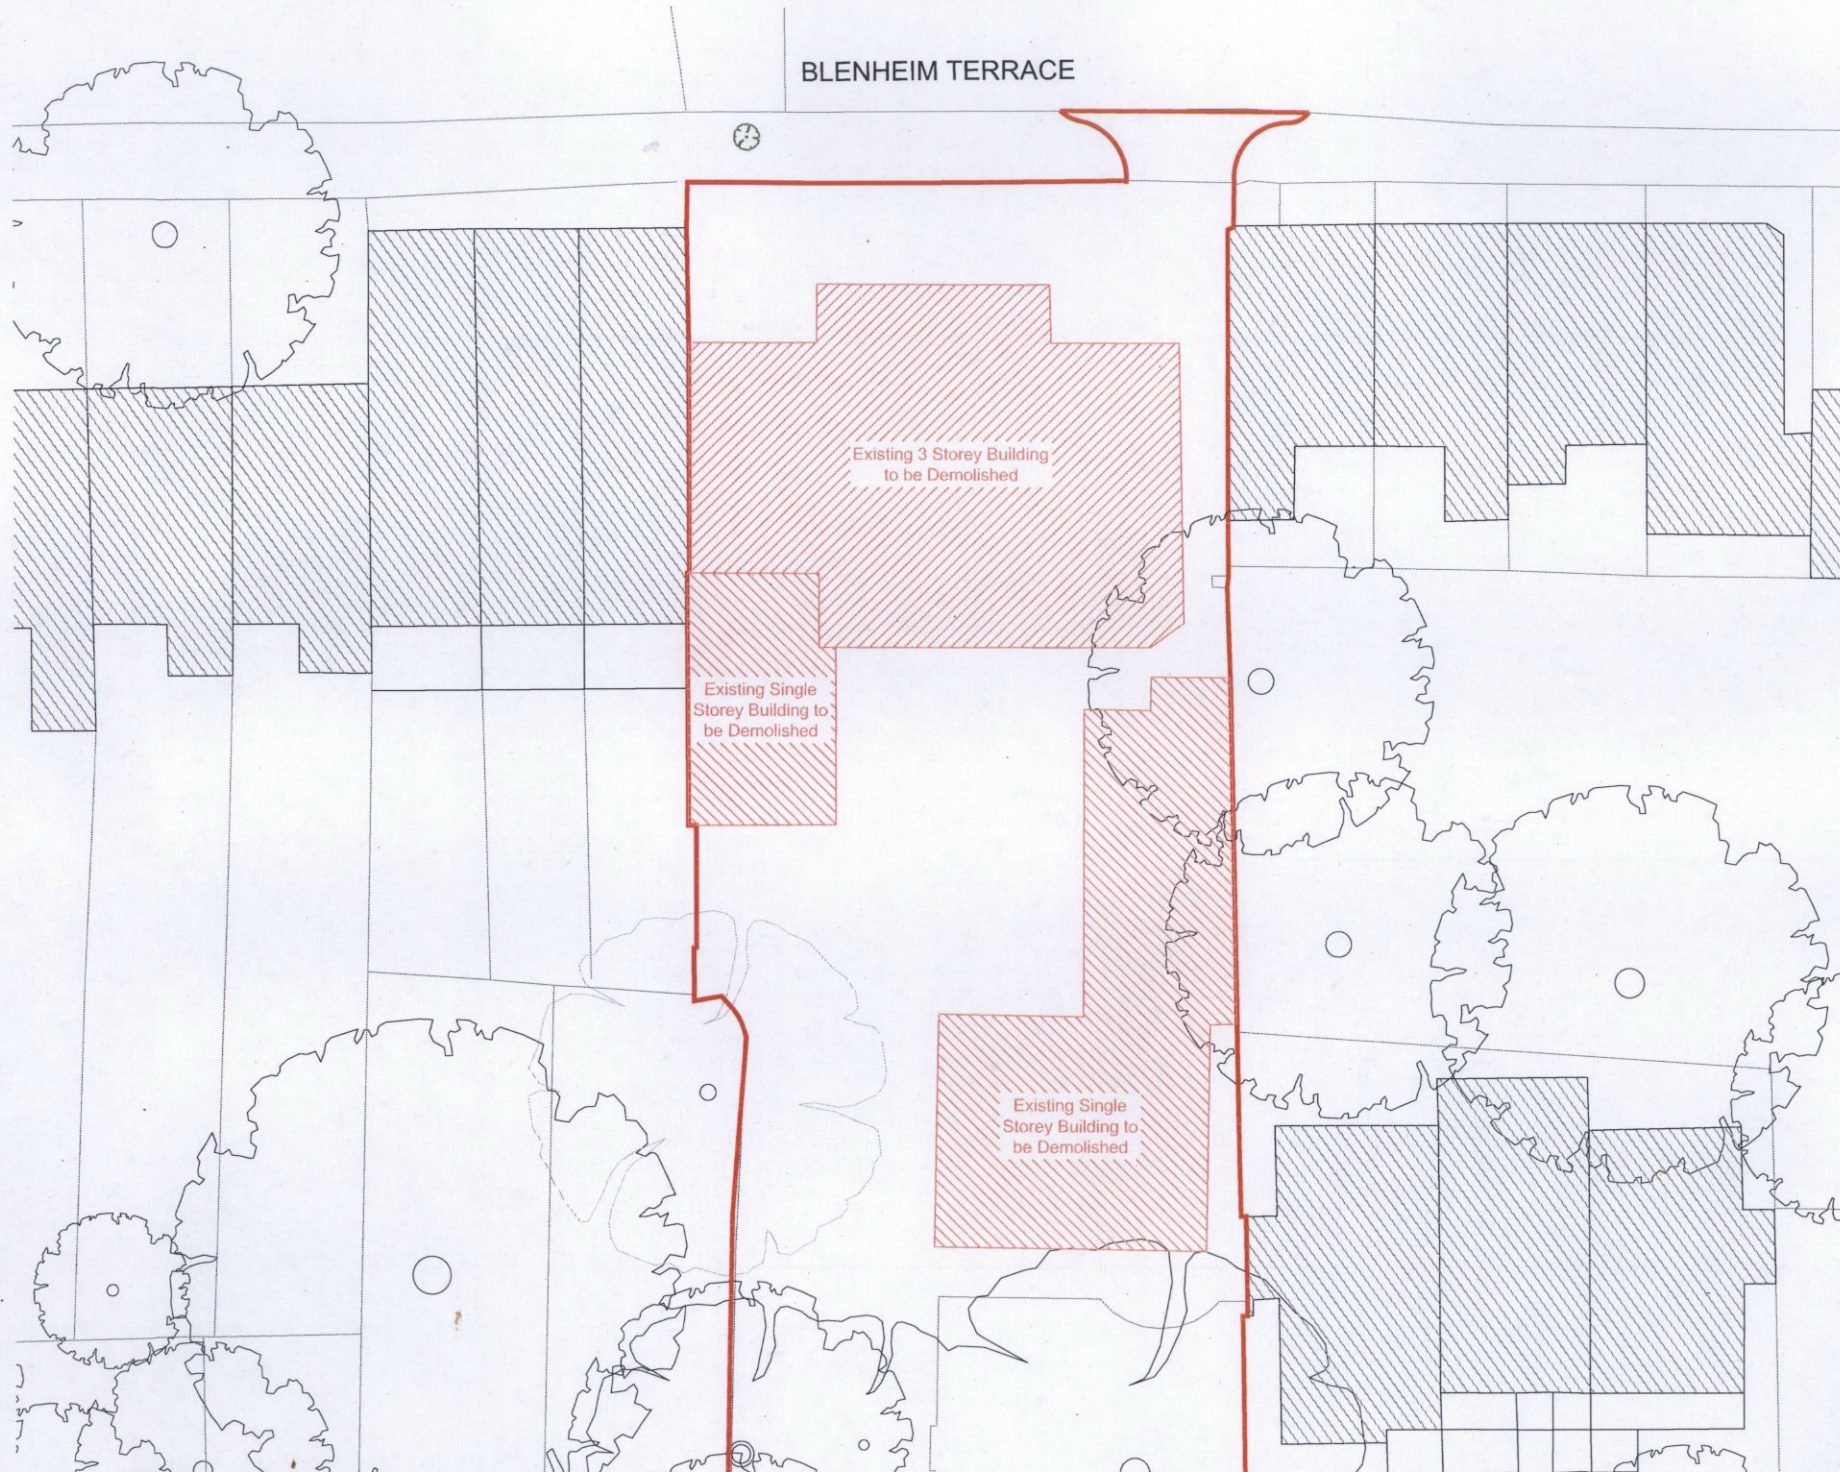 BLENHEIM TERRACE
Existing 3 Storey Building
to be Demolished
Existing Single
Storey Building to
be Demolished
Existing Single
Storey Building to
be Demolished